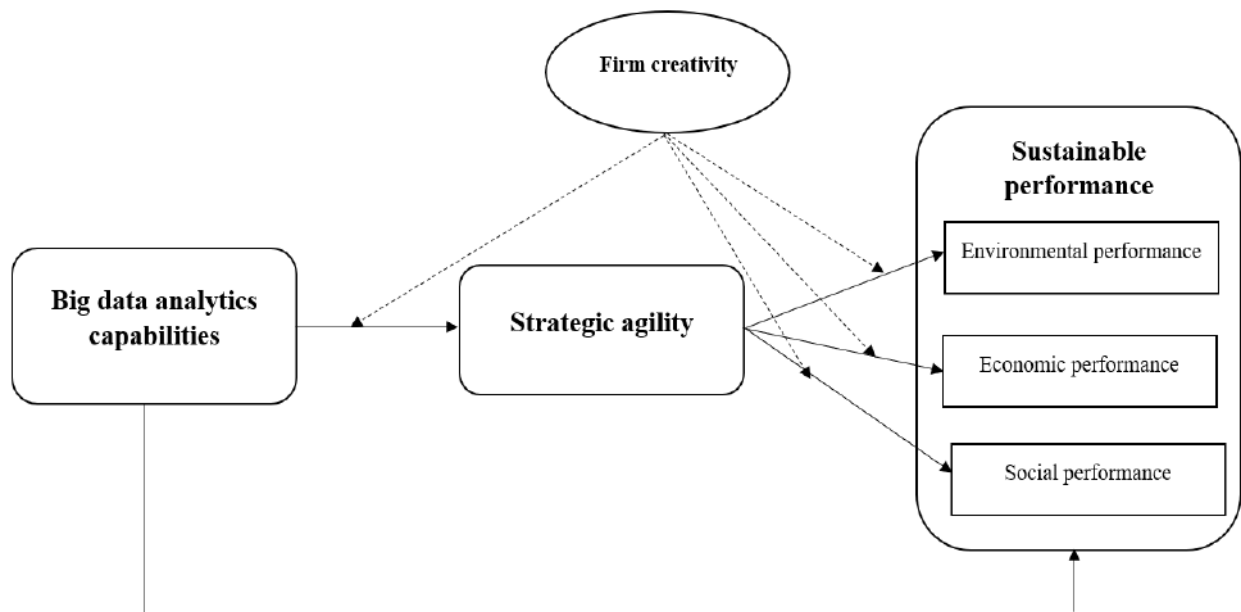 Firm creativity
Sustainable
performance
Environmental performance
Big data analytics
capabilities
Strategic agility
Economic performance
Social performance